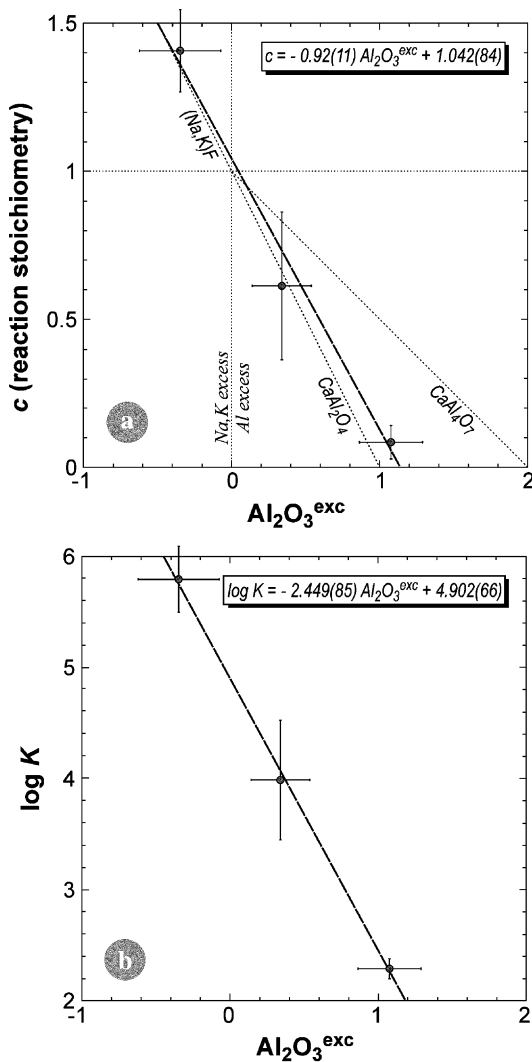 1.5
c = - 0.92(11) Al₂O₃ᵉˣᶜ + 1.042(84)
(Na,K)F
1
c (reaction stoichiometry)
0.5
Na,K excess
Al excess
CaAl₂O₄
CaAl₄O₇
a
0
-1 0 1 2
Al₂O₃ᵉˣᶜ
6
log K = - 2.449(85) Al₂O₃ᵉˣᶜ + 4.902(66)
5
log K
4
3
b
2
-1 0 1 2
Al₂O₃ᵉˣᶜ